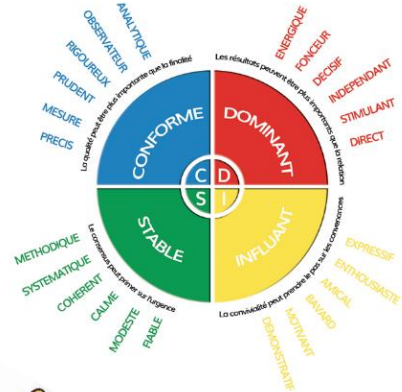 ANALYTIQUE
OBSERVATEUR
RIGOUREUX
PRUDENT
MESURE
PRECIS
La qualité peut être plus importante que la finalité
CONFORME
ENERGIQUE
FONCEUR
DECISIF
INDEPENDANT
STIMULANT
DIRECT
Les résultats peuvent être plus importants que la relation
DOMINANT
C D
S I
METHODIQUE
SYSTEMATIQUE
COHERENT
CALME
MODESTE
FIABLE
Le consensus peut primer sur l'urgence
STABLE
EXPRESSIF
ENTHOUSIASTE
AMICAL
BAVARD
MOTIVANT
DEMONSTRATIF
La convivialité peut prendre le pas sur les convenances
INFLUANT